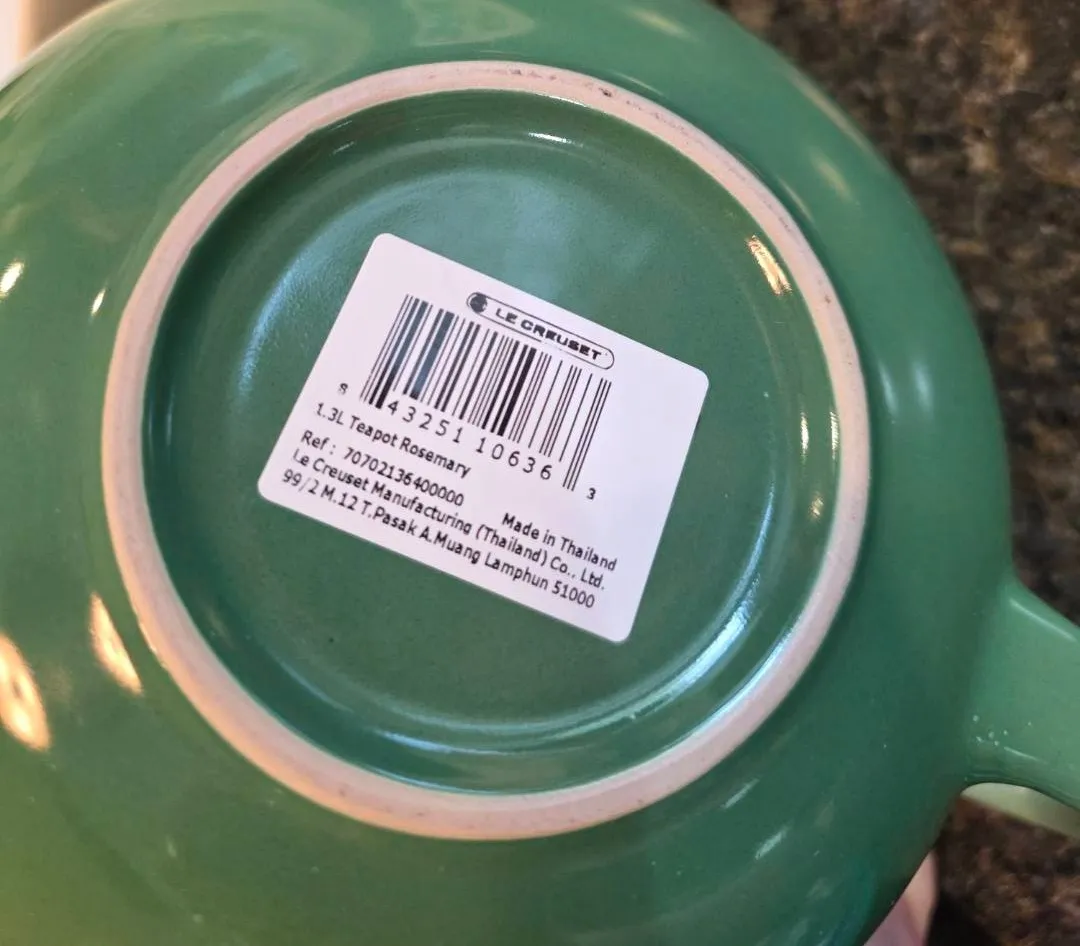 LE CREUSET
8 43251 10636 3
1.3L Teapot Rosemary
Ref : 70702136400000 Made in Thailand
Le Creuset Manufacturing (Thailand) Co., Ltd.
99/2 M.12 T.Pasak A.Muang Lamphun 51000